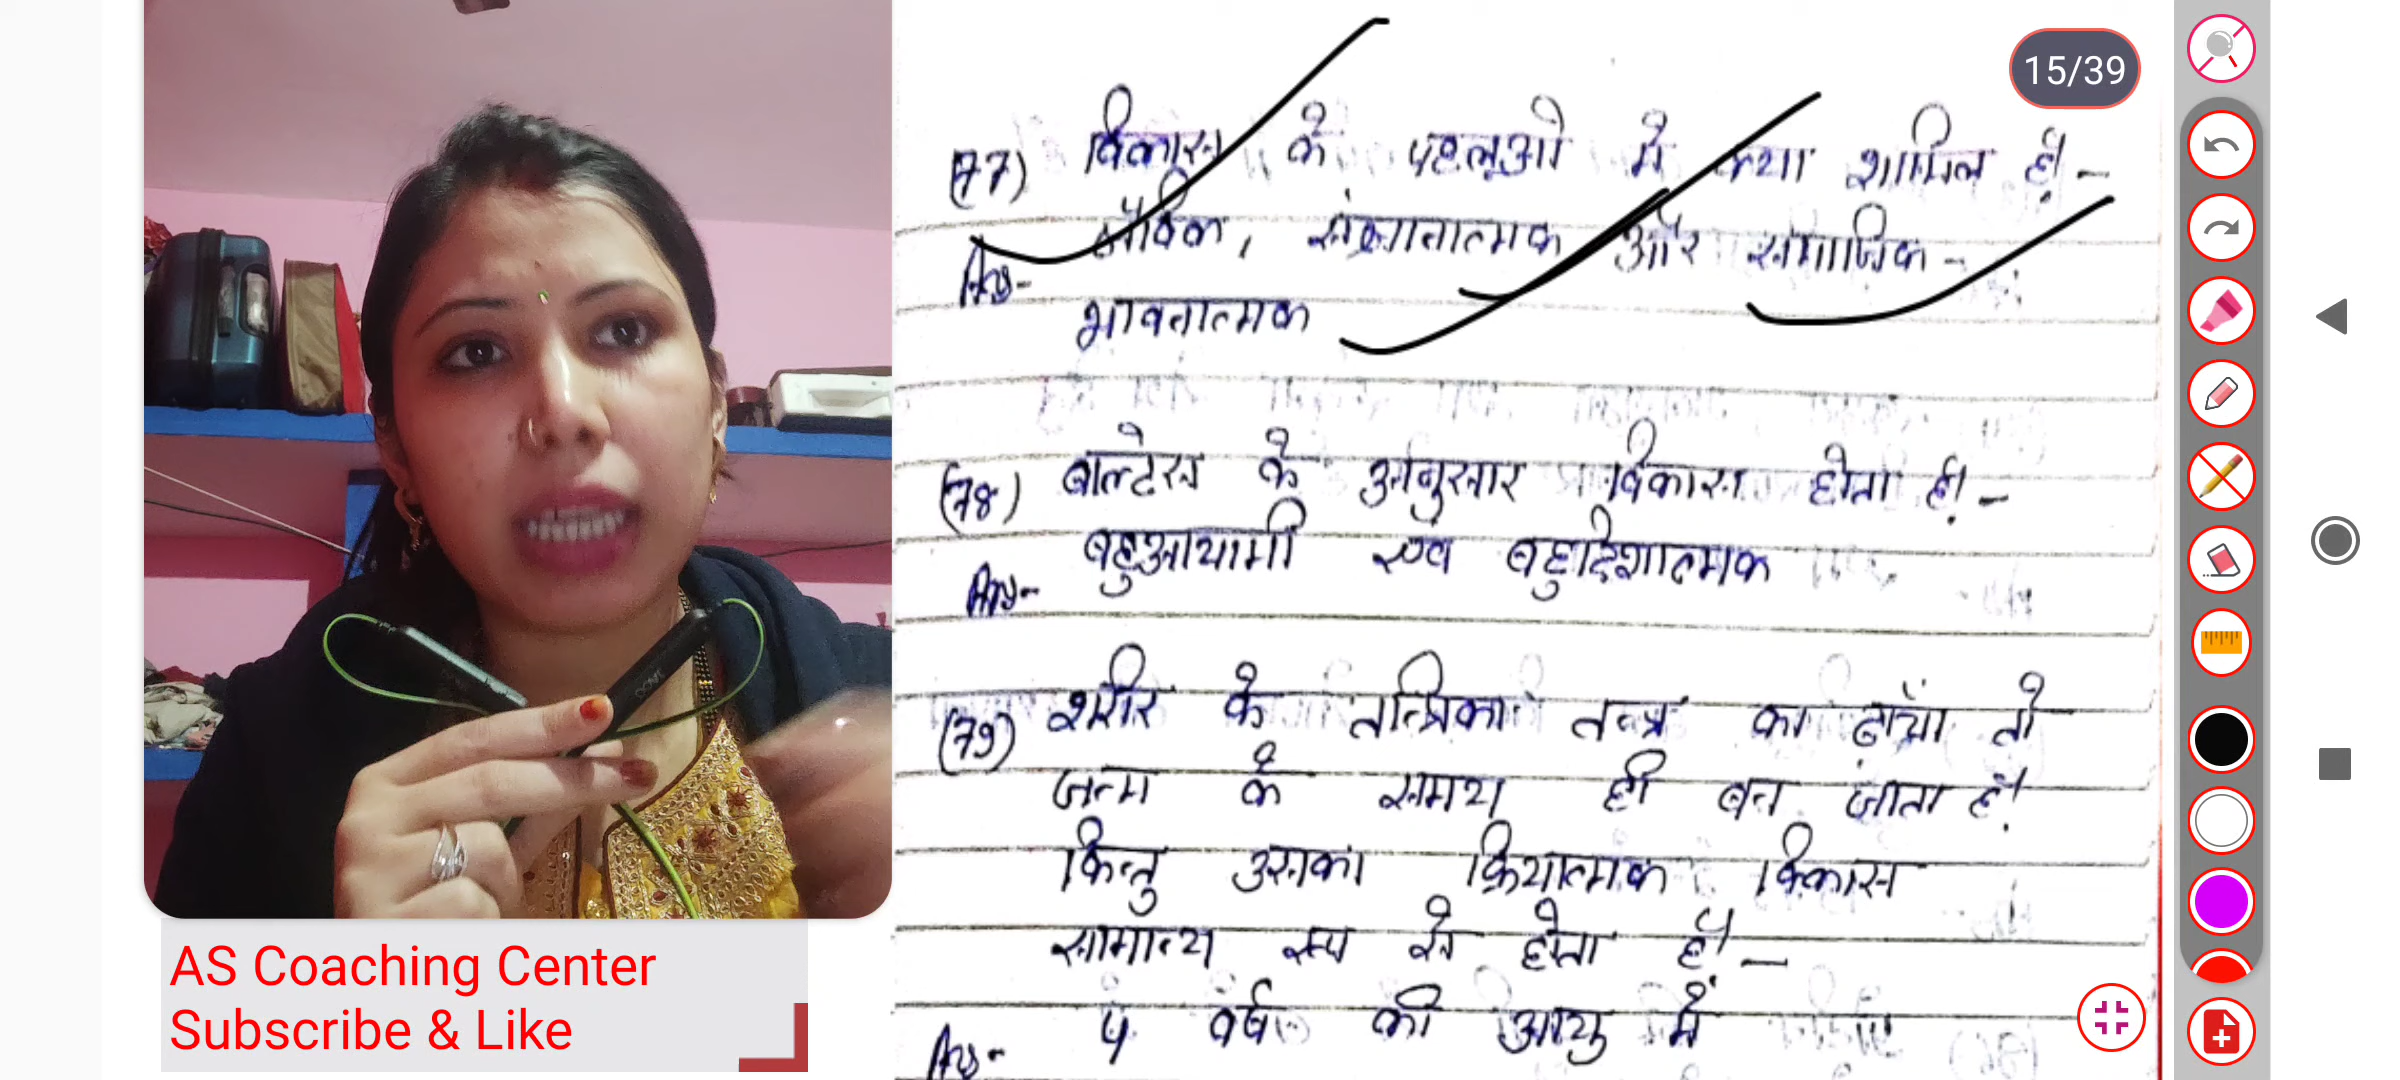 15/39
(77) विकास के पहलूओ मे क्या शामिल है।-
Ans- जैविक, संज्ञानात्मक और समाजिक-
भावनात्मक
(78) बाल्टेस के अनुसार विकास होता है।-
Ans- बहुआयामी एवं बहुदिशात्मक
(79) शरीर के तन्त्रिका तन्त्र का ढ़ाँचा तो
जन्म के समय ही बन जाता है।
किन्तु उसका क्रियात्मक विकास
सामान्य रूप से होता है।-
Ans- वर्ष की आयु में
AS Coaching Center
Subscribe & Like